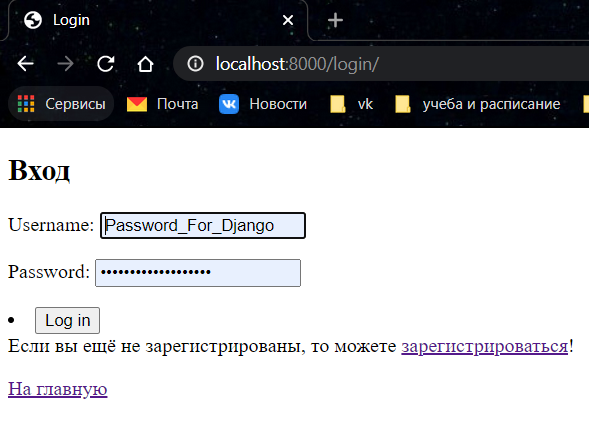 Login
localhost:8000/login/
Сервисы Почта Новости vk учеба и расписание
Вход
Username: Password_For_Django
Password: •••••••••••••••••••
• Log in
Если вы ещё не зарегистрированы, то можете зарегистрироваться!
На главную